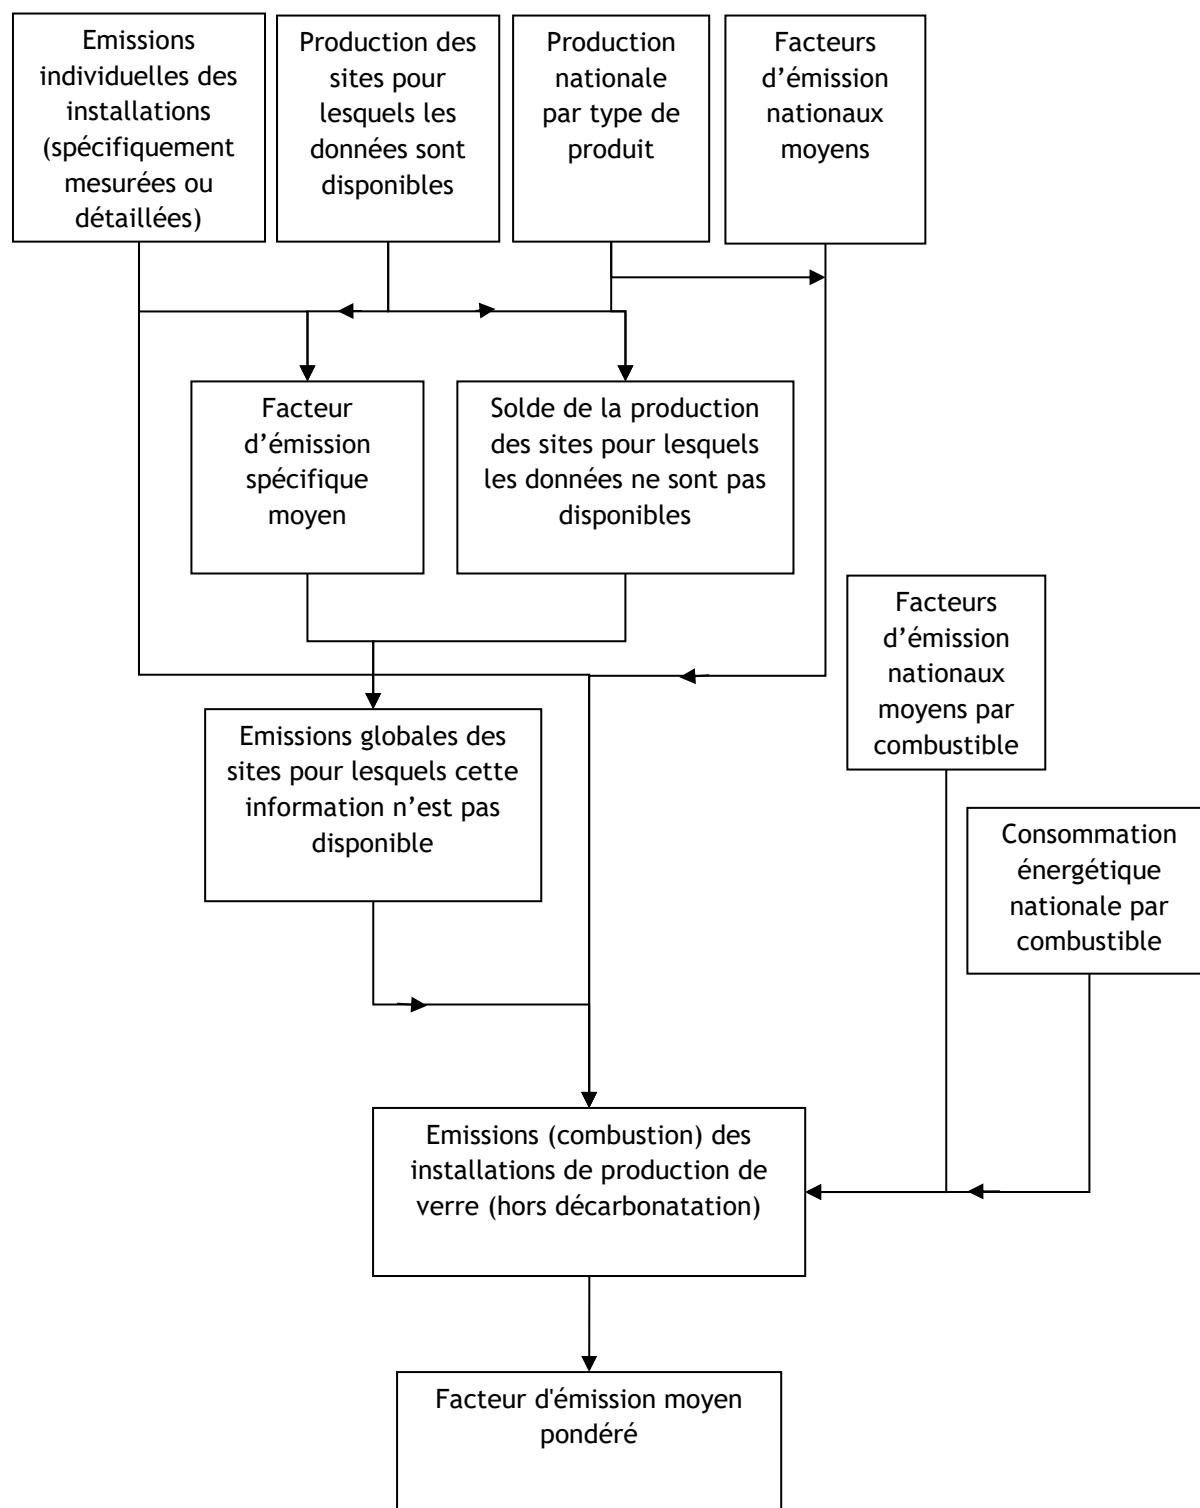 Emissions
individuelles des
installations
(spécifiquement
mesurées ou
détaillées)
Production des
sites pour
lesquels les
données sont
disponibles
Production
nationale
par type de
produit
Facteurs
d’émission
nationaux
moyens
Facteur
d’émission
spécifique
moyen
Solde de la production
des sites pour lesquels
les données ne sont pas
disponibles
Facteurs
d’émission
nationaux
moyens par
combustible
Emissions globales des
sites pour lesquels cette
information n’est pas
disponible
Consommation
énergétique
nationale par
combustible
Emissions (combustion) des
installations de production de
verre (hors décarbonatation)
Facteur d'émission moyen
pondéré